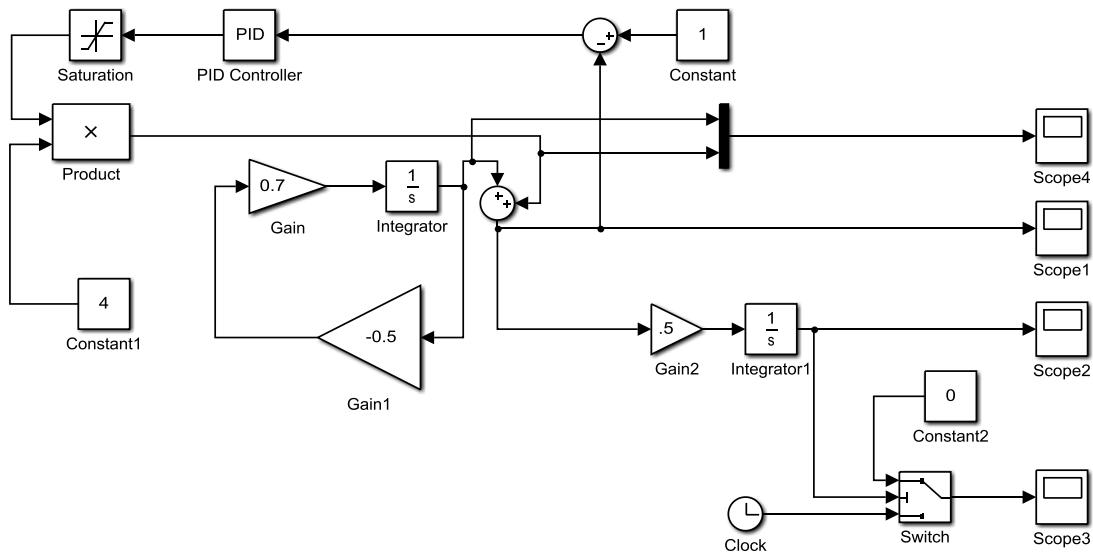 PID
1
Saturation
PID Controller
Constant
×
Product
Scope4
0.7
1
s
Gain
Integrator
Scope1
4
Constant1
-0.5
Gain1
.5
1
s
Gain2
Integrator1
Scope2
0
Constant2
Clock
Switch
Scope3